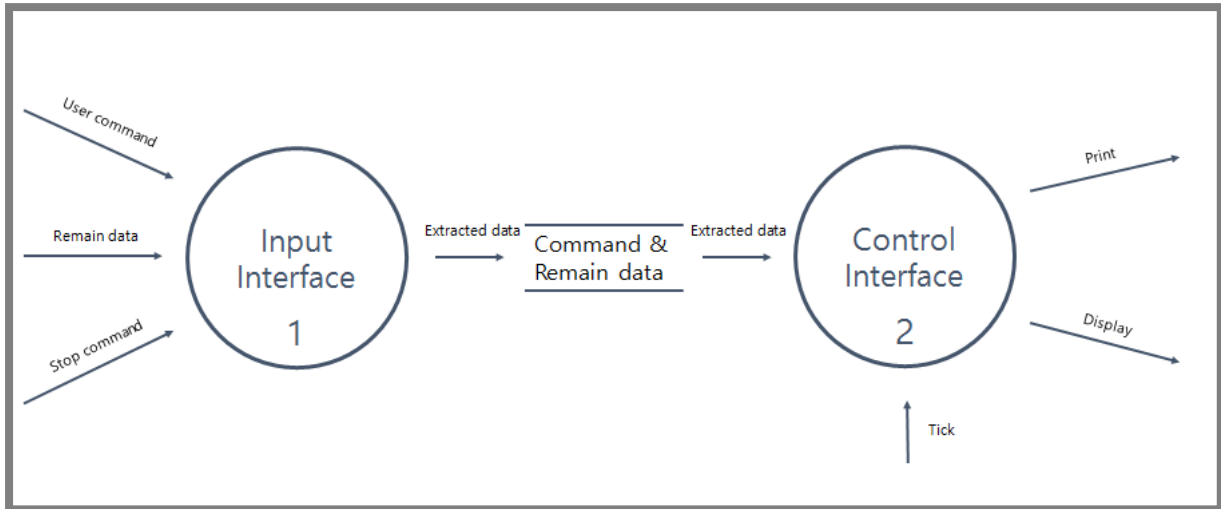 User command
Remain data
Stop command
Input
Interface
1
Extracted data
Command &
Remain data
Extracted data
Control
Interface
2
Print
Display
Tick